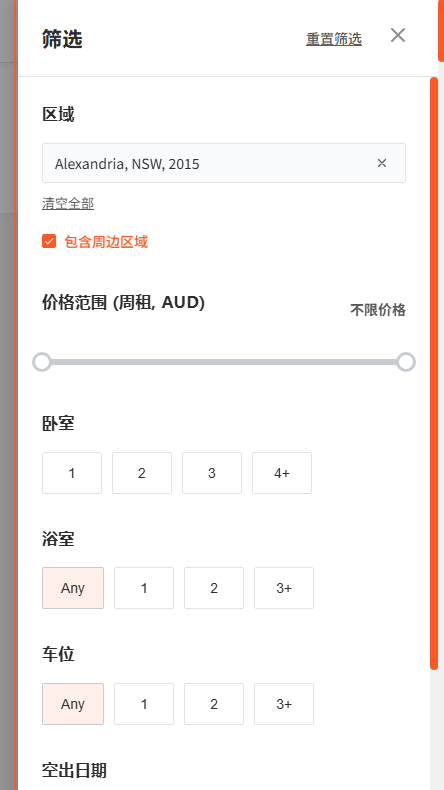 筛选
重置筛选
区域
Alexandria, NSW, 2015
清空全部
包含周边区域
价格范围 (周租, AUD)
不限价格
卧室
1 2 3 4+
浴室
Any 1 2 3+
车位
Any 1 2 3+
空出日期